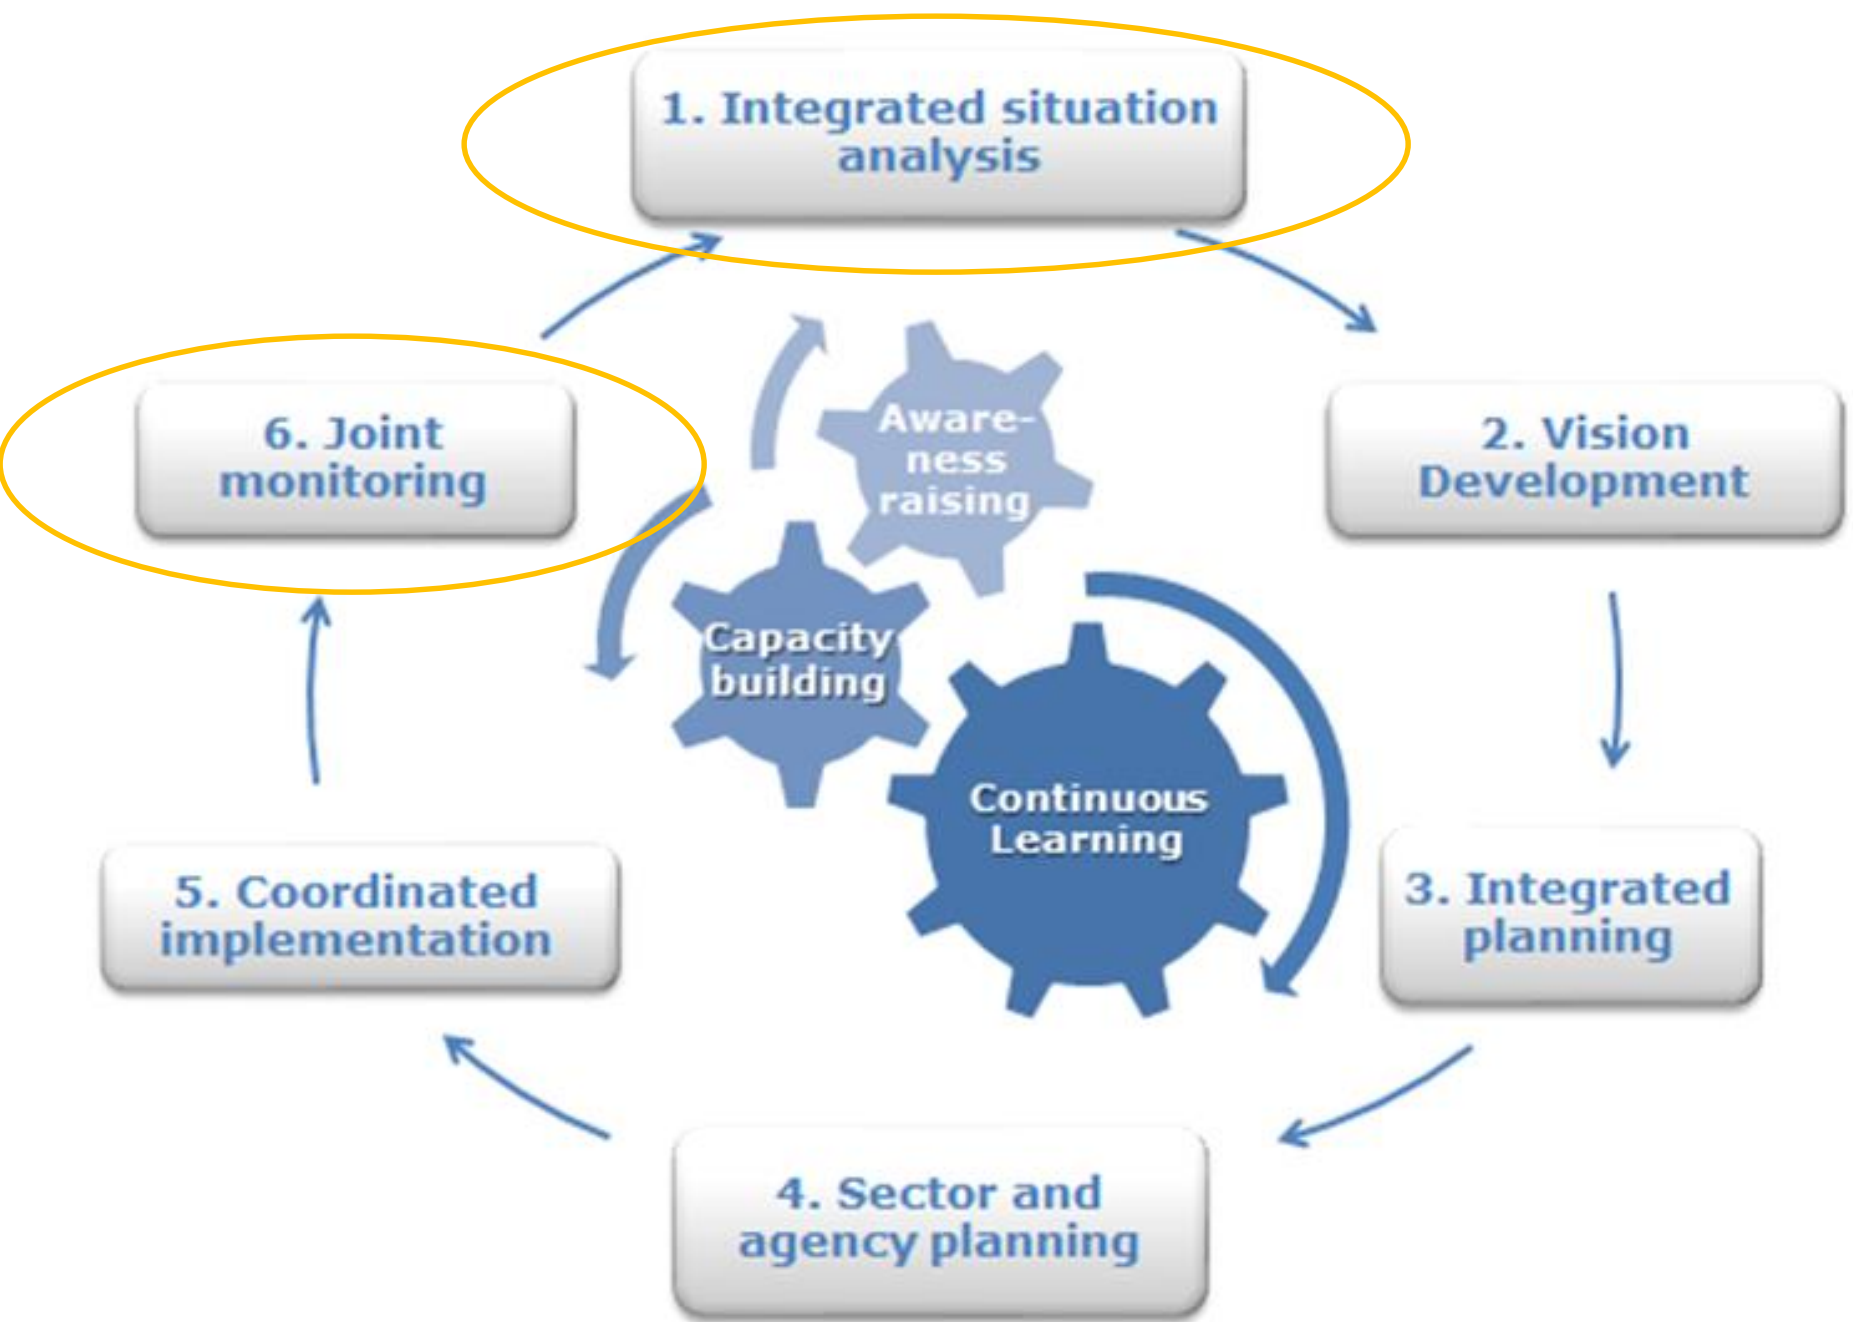 1. Integrated situation
analysis
2. Vision
Development
3. Integrated
planning
4. Sector and
agency planning
5. Coordinated
implementation
6. Joint
monitoring
Aware-
ness
raising
Capacity
building
Continuous
Learning